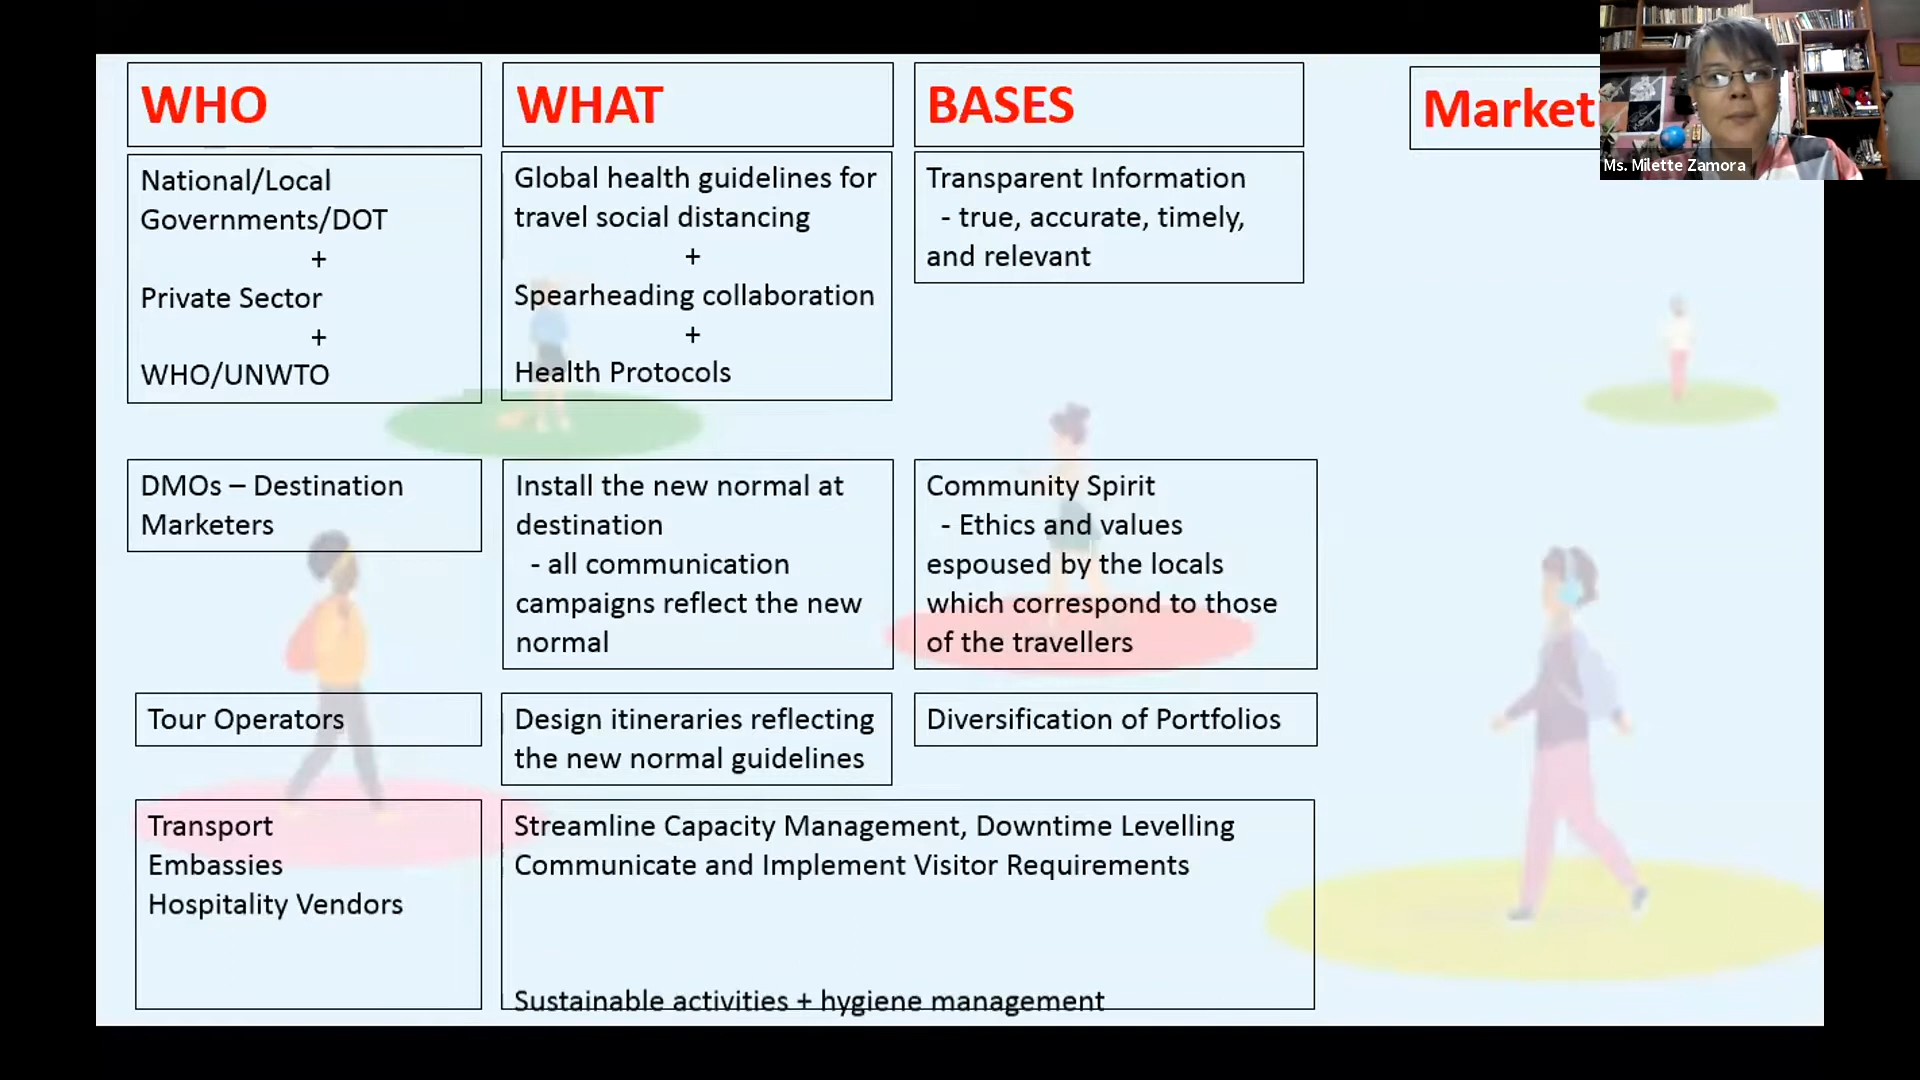 WHO
WHAT
BASES
Market
Ms. Milette Zamora
National/Local
Governments/DOT
+
Private Sector
+
WHO/UNWTO
Global health guidelines for
travel social distancing
+
Spearheading collaboration
+
Health Protocols
Transparent Information
- true, accurate, timely,
and relevant
DMOs – Destination
Marketers
Install the new normal at
destination
- all communication
campaigns reflect the new
normal
Community Spirit
- Ethics and values
espoused by the locals
which correspond to those
of the travellers
Tour Operators
Design itineraries reflecting
the new normal guidelines
Diversification of Portfolios
Transport
Embassies
Hospitality Vendors
Streamline Capacity Management, Downtime Levelling
Communicate and Implement Visitor Requirements
Sustainable activities + hygiene management